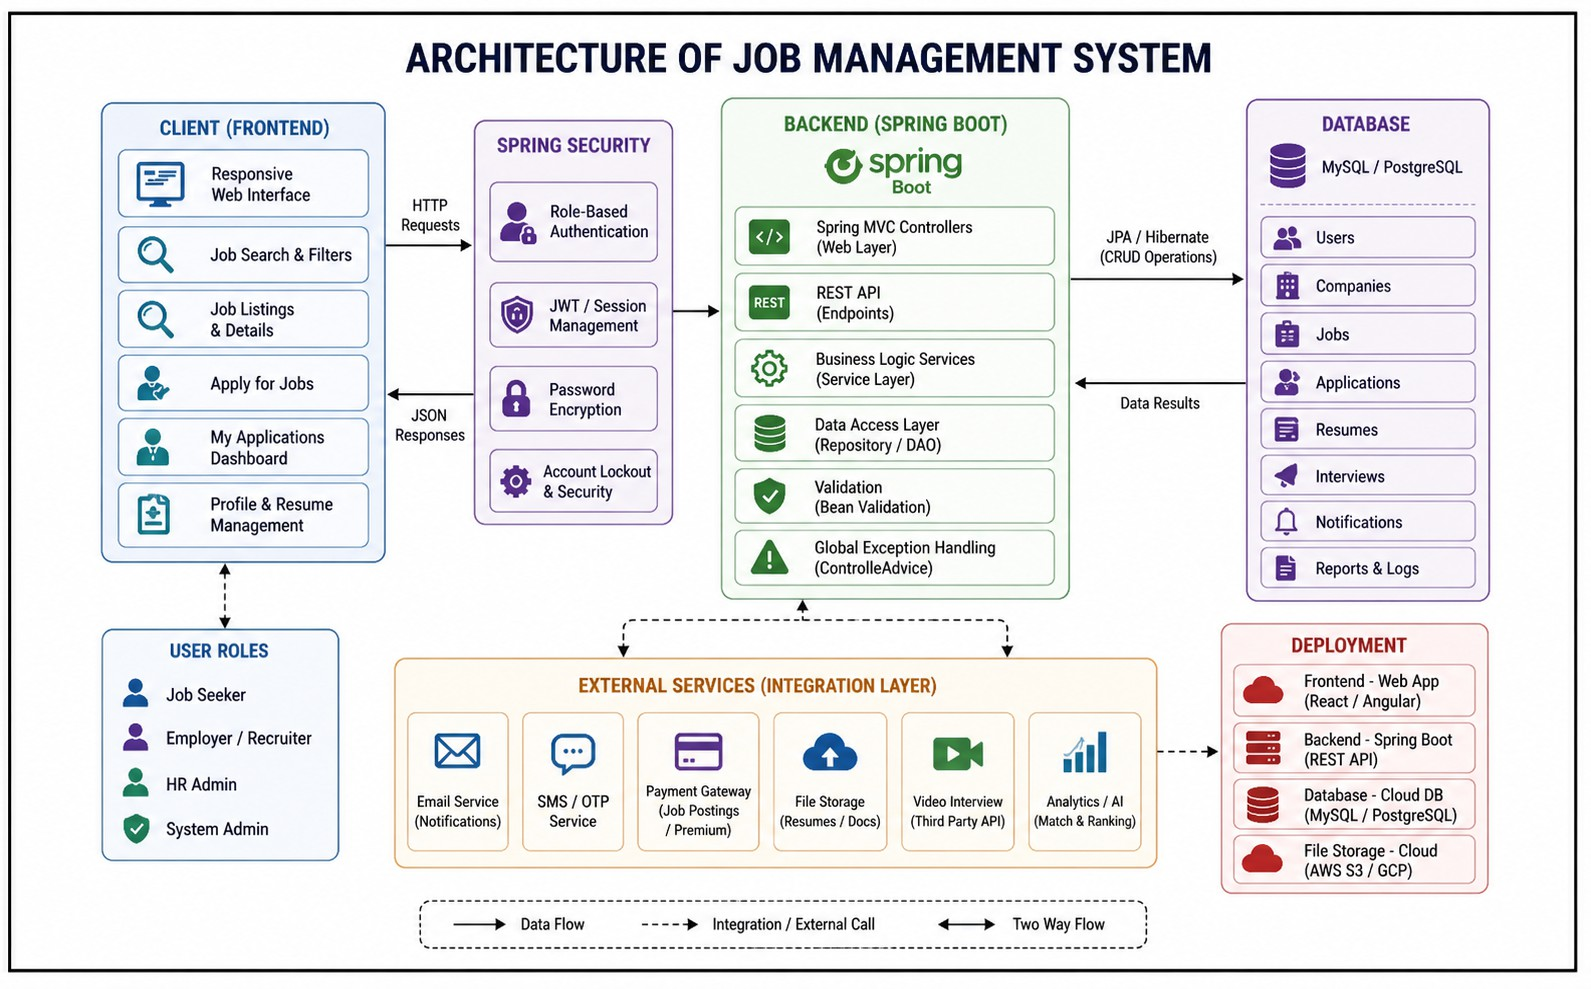 ARCHITECTURE OF JOB MANAGEMENT SYSTEM
CLIENT (FRONTEND)
Responsive
Web Interface
Job Search & Filters
Job Listings
& Details
Apply for Jobs
My Applications
Dashboard
Profile & Resume
Management
HTTP
Requests
JSON
Responses
SPRING SECURITY
Role-Based
Authentication
JWT / Session
Management
Password
Encryption
Account Lockout
& Security
BACKEND (SPRING BOOT)
spring
Boot
</>
Spring MVC Controllers
(Web Layer)
REST
REST API
(Endpoints)
Business Logic Services
(Service Layer)
Data Access Layer
(Repository / DAO)
Validation
(Bean Validation)
Global Exception Handling
(ControlleAdvice)
JPA / Hibernate
(CRUD Operations)
Data Results
DATABASE
MySQL / PostgreSQL
Users
Companies
Jobs
Applications
Resumes
Interviews
Notifications
Reports & Logs
USER ROLES
Job Seeker
Employer / Recruiter
HR Admin
System Admin
EXTERNAL SERVICES (INTEGRATION LAYER)
Email Service
(Notifications)
SMS / OTP
Service
Payment Gateway
(Job Postings
/ Premium)
File Storage
(Resumes / Docs)
Video Interview
(Third Party API)
Analytics / AI
(Match & Ranking)
DEPLOYMENT
Frontend - Web App
(React / Angular)
Backend - Spring Boot
(REST API)
Database - Cloud DB
(MySQL / PostgreSQL)
File Storage - Cloud
(AWS S3 / GCP)
Data Flow
Integration / External Call
Two Way Flow